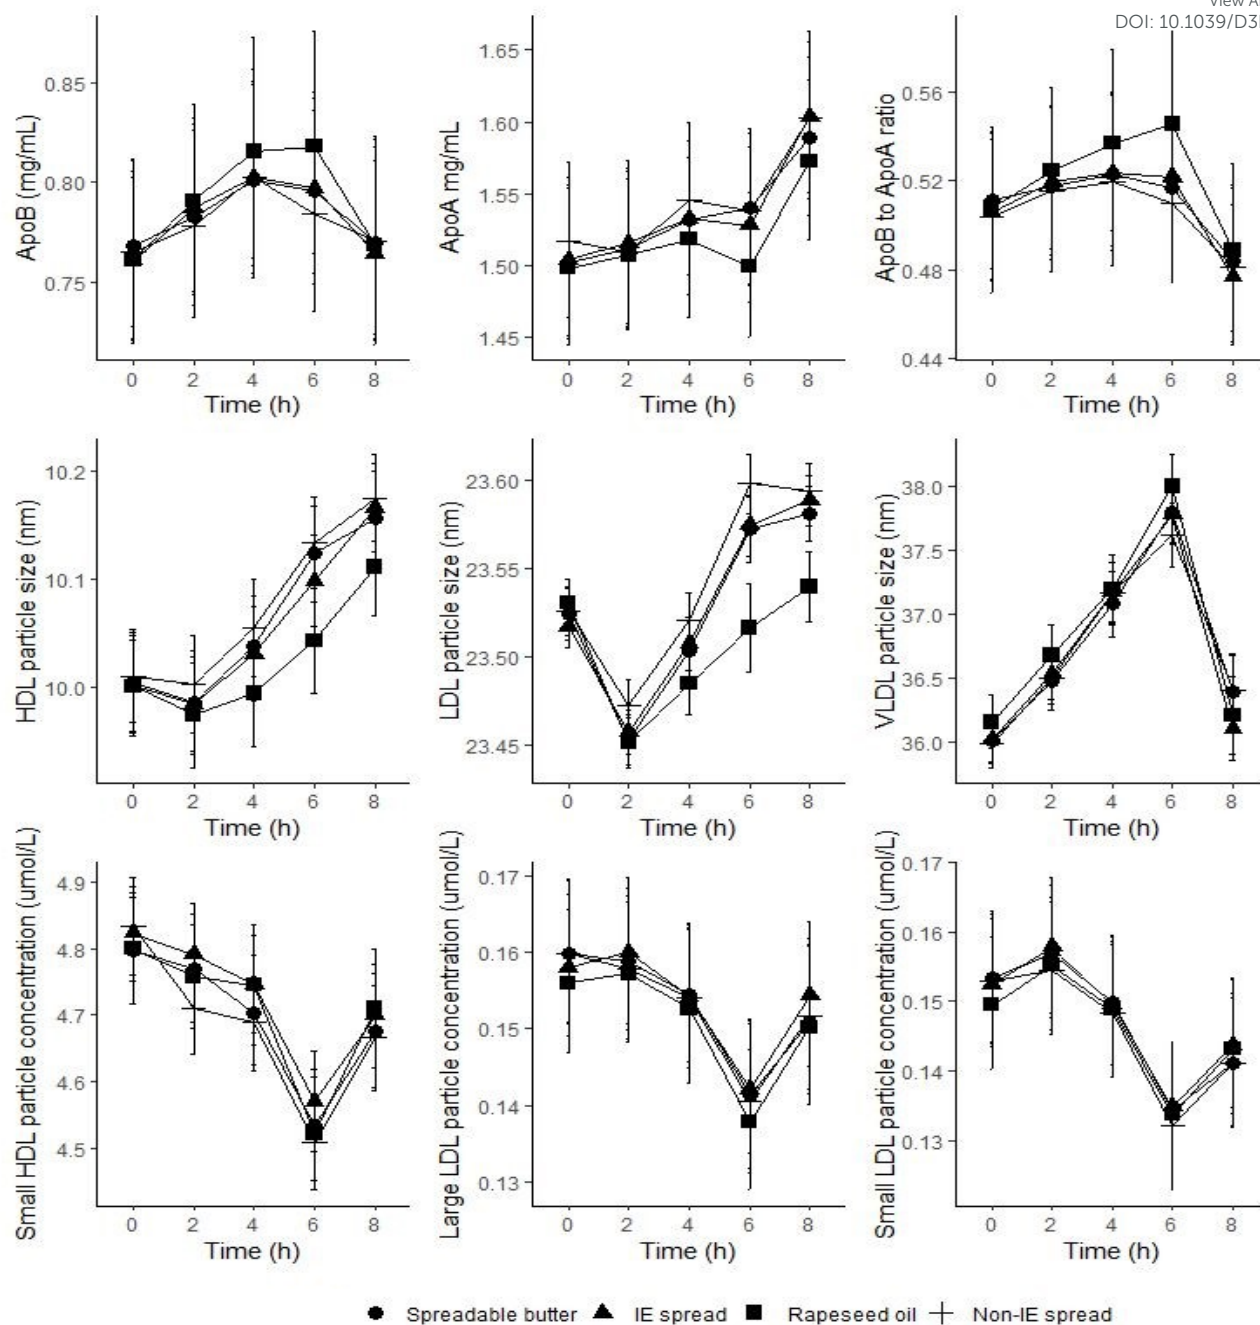 View A
DOI: 10.1039/D3
ApoB (mg/mL)
0.85
0.80
0.75
0 2 4 6 8
Time (h)
ApoA mg/mL
1.65
1.60
1.55
1.50
1.45
0 2 4 6 8
Time (h)
ApoB to ApoA ratio
0.56
0.52
0.48
0.44
0 2 4 6 8
Time (h)
HDL particle size (nm)
10.2
10.1
10.0
0 2 4 6 8
Time (h)
LDL particle size (nm)
23.60
23.55
23.50
23.45
0 2 4 6 8
Time (h)
VLDL particle size (nm)
38.0
37.5
37.0
36.5
36.0
0 2 4 6 8
Time (h)
Small HDL particle concentration (umol/L)
4.9
4.8
4.7
4.6
4.5
0 2 4 6 8
Time (h)
Large LDL particle concentration (umol/L)
0.17
0.16
0.15
0.14
0.13
0 2 4 6 8
Time (h)
Small LDL particle concentration (umol/L)
0.17
0.16
0.15
0.14
0.13
0 2 4 6 8
Time (h)
Spreadable butter IE spread Rapeseed oil Non-IE spread